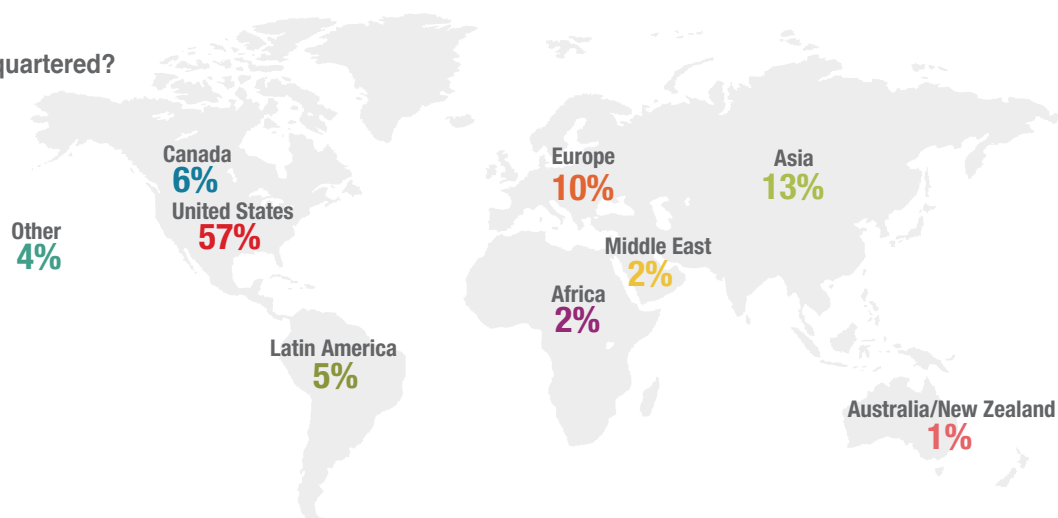 quartered?
Canada
6%
United States
57%
Other
4%
Europe
10%
Asia
13%
Middle East
2%
Africa
2%
Latin America
5%
Australia/New Zealand
1%